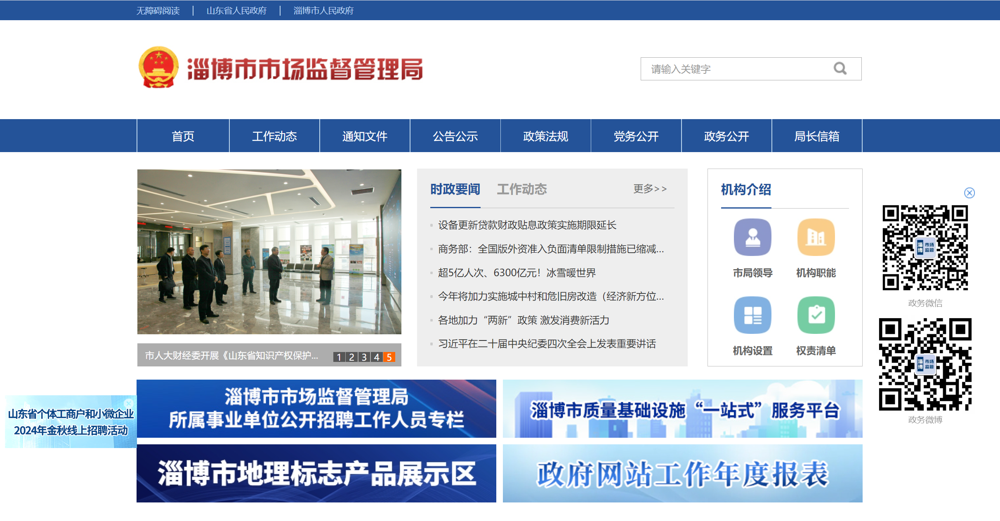 无障碍阅读
山东省人民政府
淄博市人民政府
淄博市市场监督管理局
请输入关键字
首页
工作动态
通知文件
公告公示
政策法规
党务公开
政务公开
局长信箱
时政要闻
工作动态
更多>>
设备更新贷款财政贴息政策实施期限延长
商务部：全国版外资准入负面清单限制措施已缩减...
超5亿人次、6300亿元！冰雪暖世界
今年将加力实施城中村和危旧房改造（经济新方位...
各地加力“两新”政策 激发消费新活力
习近平在二十届中央纪委四次全会上发表重要讲话
市人大财经委开展《山东省知识产权保护...
1 2 3 4 5
机构介绍
市局领导
机构职能
机构设置
权责清单
淄博
市场
监管
政务微信
淄博
市场
监管
政务微博
山东省个体工商户和小微企业
2024年金秋线上招聘活动
淄博市市场监督管理局
所属事业单位公开招聘工作人员专栏
淄博市质量基础设施“一站式”服务平台
淄博市地理标志产品展示区
政府网站工作年度报表